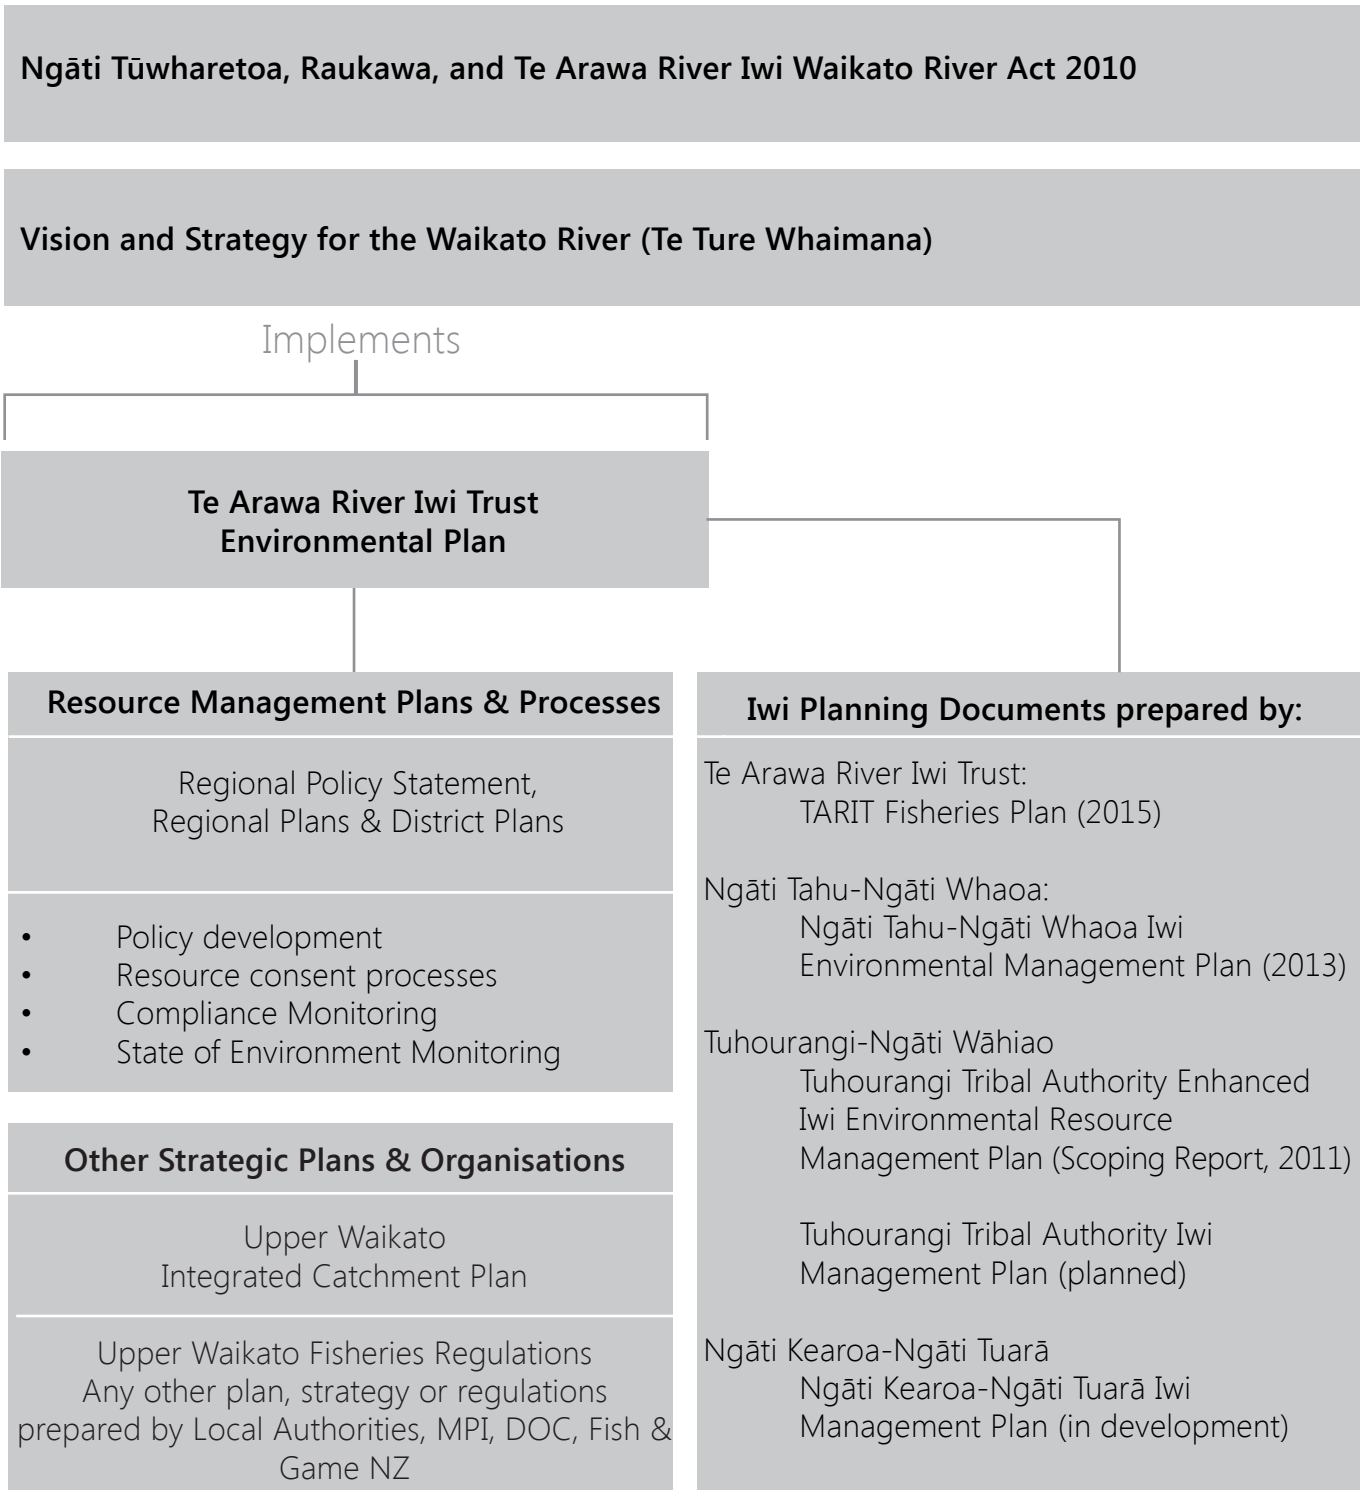 Ngāti Tūwharetoa, Raukawa, and Te Arawa River Iwi Waikato River Act 2010
Vision and Strategy for the Waikato River (Te Ture Whaimana)
Implements
Te Arawa River Iwi Trust
Environmental Plan
Resource Management Plans & Processes
Regional Policy Statement,
Regional Plans & District Plans
• Policy development
• Resource consent processes
• Compliance Monitoring
• State of Environment Monitoring
Other Strategic Plans & Organisations
Upper Waikato
Integrated Catchment Plan
Upper Waikato Fisheries Regulations
Any other plan, strategy or regulations
prepared by Local Authorities, MPI, DOC, Fish &
Game NZ
Iwi Planning Documents prepared by:
Te Arawa River Iwi Trust:
TARIT Fisheries Plan (2015)
Ngāti Tahu-Ngāti Whaoa:
Ngāti Tahu-Ngāti Whaoa Iwi
Environmental Management Plan (2013)
Tuhourangi-Ngāti Wāhiao
Tuhourangi Tribal Authority Enhanced
Iwi Environmental Resource
Management Plan (Scoping Report, 2011)
Tuhourangi Tribal Authority Iwi
Management Plan (planned)
Ngāti Kearoa-Ngāti Tuarā
Ngāti Kearoa-Ngāti Tuarā Iwi
Management Plan (in development)